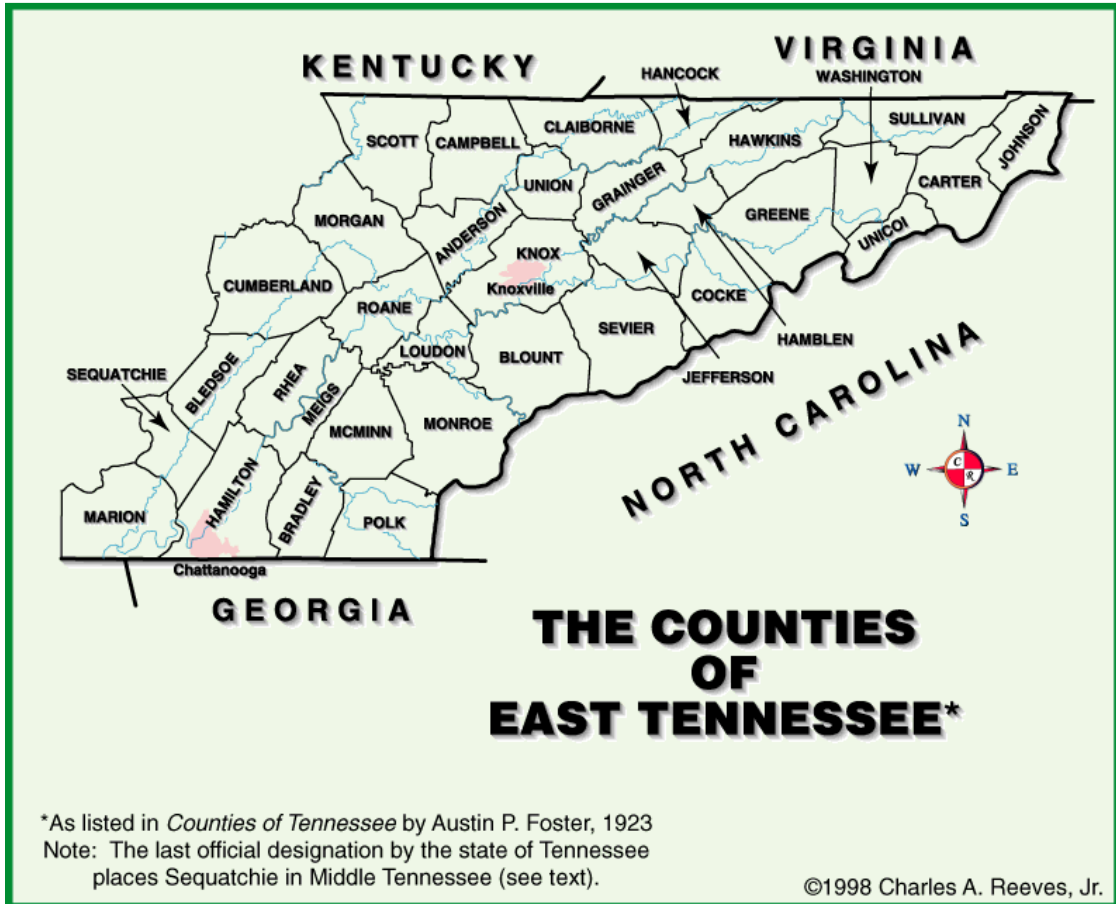 KENTUCKY
VIRGINIA
HANCOCK
WASHINGTON
SCOTT
CAMPBELL
CLAIBORNE
HAWKINS
SULLIVAN
JOHNSON
UNION
GRAINGER
CARTER
MORGAN
ANDERSON
GREENE
UNICOI
CUMBERLAND
KNOX
Knoxville
ROANE
COCKE
SEVIER
HAMBLEN
LOUDON
BLOUNT
JEFFERSON
SEQUATCHIE
BLEDSOE
RHEA
MEIGS
MCMINN
MONROE
NORTH CAROLINA
N
W
C
R
E
S
MARION
HAMILTON
BRADLEY
POLK
Chattanooga
GEORGIA
THE COUNTIES
OF
EAST TENNESSEE*
*As listed in Counties of Tennessee by Austin P. Foster, 1923
Note: The last official designation by the state of Tennessee
places Sequatchie in Middle Tennessee (see text).
©1998 Charles A. Reeves, Jr.